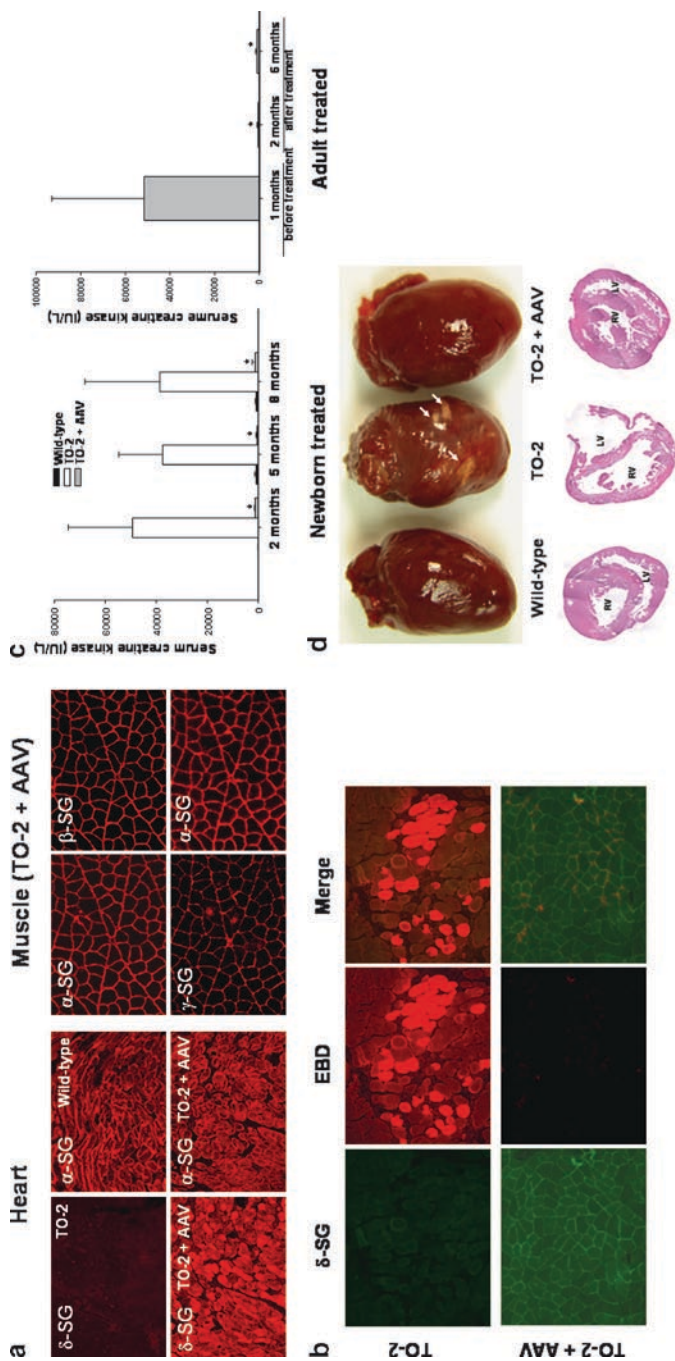 a
Heart
Muscle (TO-2 + AAV)
δ-SG TO-2
α-SG Wild-type
α-SG
β-SG
δ-SG TO-2 + AAV
α-SG TO-2 + AAV
γ-SG
α-SG
b
δ-SG
EBD
Merge
TO-2
TO-2 + AAV
c
Serum creatine kinase (IU/L)
80000
60000
40000
20000
0
Wild-type
TO-2
TO-2 + AAV
*
*
*
2 months
5 months
8 months
Newborn treated
Serume creatine kinase (IU/L)
100000
80000
60000
40000
20000
0
*
*
1 months
2 months
6 months
before treatment
after treatment
Adult treated
d
Wild-type
TO-2
TO-2 + AAV
RV
LV
LV
RV
RV
LV